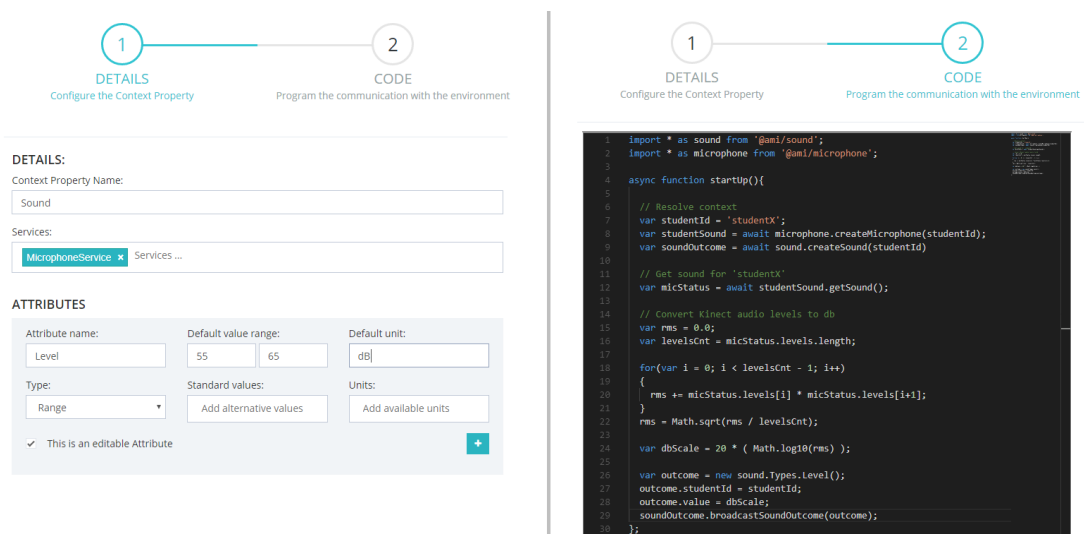 1
2
DETAILS
CODE
Configure the Context Property
Program the communication with the environment
DETAILS:
Context Property Name:
Sound
Services:
MicrophoneService ×
Services ...
ATTRIBUTES
Attribute name:
Default value range:
Default unit:
Level
55
65
dB
Type:
Standard values:
Units:
Range
Add alternative values
Add available units
This is an editable Attribute
+
1
2
DETAILS
CODE
Configure the Context Property
Program the communication with the environment
1 import * as sound from '@ami/sound';
2 import * as microphone from '@ami/microphone';
3
4 async function startUp(){
5
6 // Resolve context
7 var studentId = 'studentX';
8 var studentSound = await microphone.createMicrophone(studentId);
9 var soundOutcome = await sound.createSound(studentId)
10
11 // Get sound for 'studentX'
12 var micStatus = await studentSound.getSound();
13
14 // Convert Kinect audio levels to db
15 var rms = 0.0;
16 var levelsCnt = micStatus.levels.length;
17
18 for(var i = 0; i < levelsCnt - 1; i++)
19 {
20 rms += micStatus.levels[i] * micStatus.levels[i+1];
21 }
22 rms = Math.sqrt(rms / levelsCnt);
23
24 var dbScale = 20 * ( Math.log10(rms) );
25
26 var outcome = new sound.Types.Level();
27 outcome.studentId = studentId;
28 outcome.value = dbScale;
29 soundOutcome.broadcastSoundOutcome(outcome);
30 };